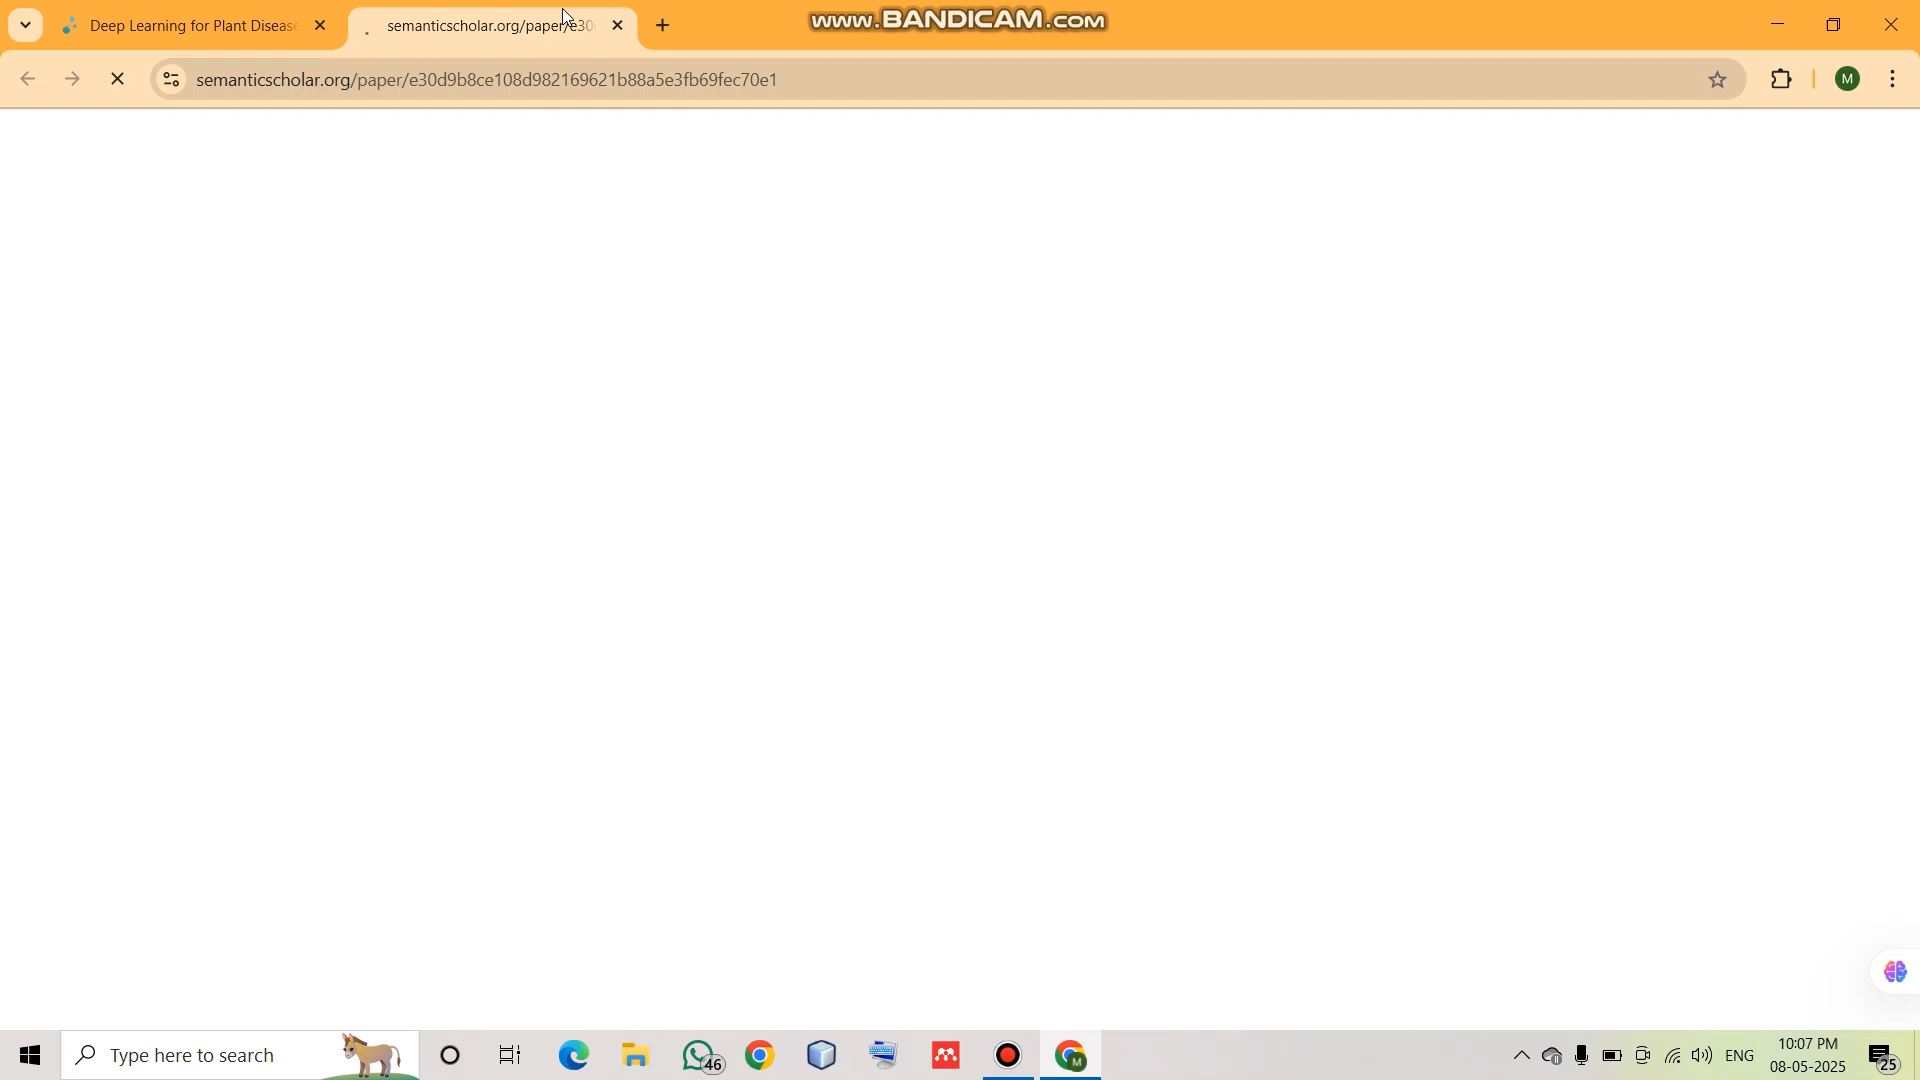 Deep Learning for Plant Disease
semanticscholar.org/paper/e30
www.BANDICAM.com
semanticscholar.org/paper/e30d9b8ce108d982169621b88a5e3fb69fec70e1
M
Type here to search
46
M
ENG
10:07 PM
08-05-2025
25